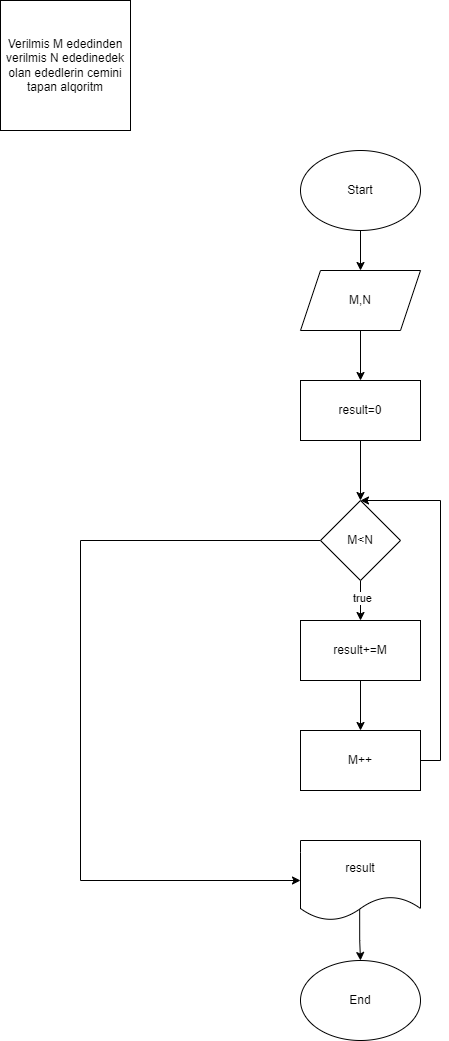 Verilmis M ededinden
verilmis N ededinedek
olan ededlerin cemini
tapan alqoritm
Start
M,N
result=0
M<N
true
result+=M
M++
result
End